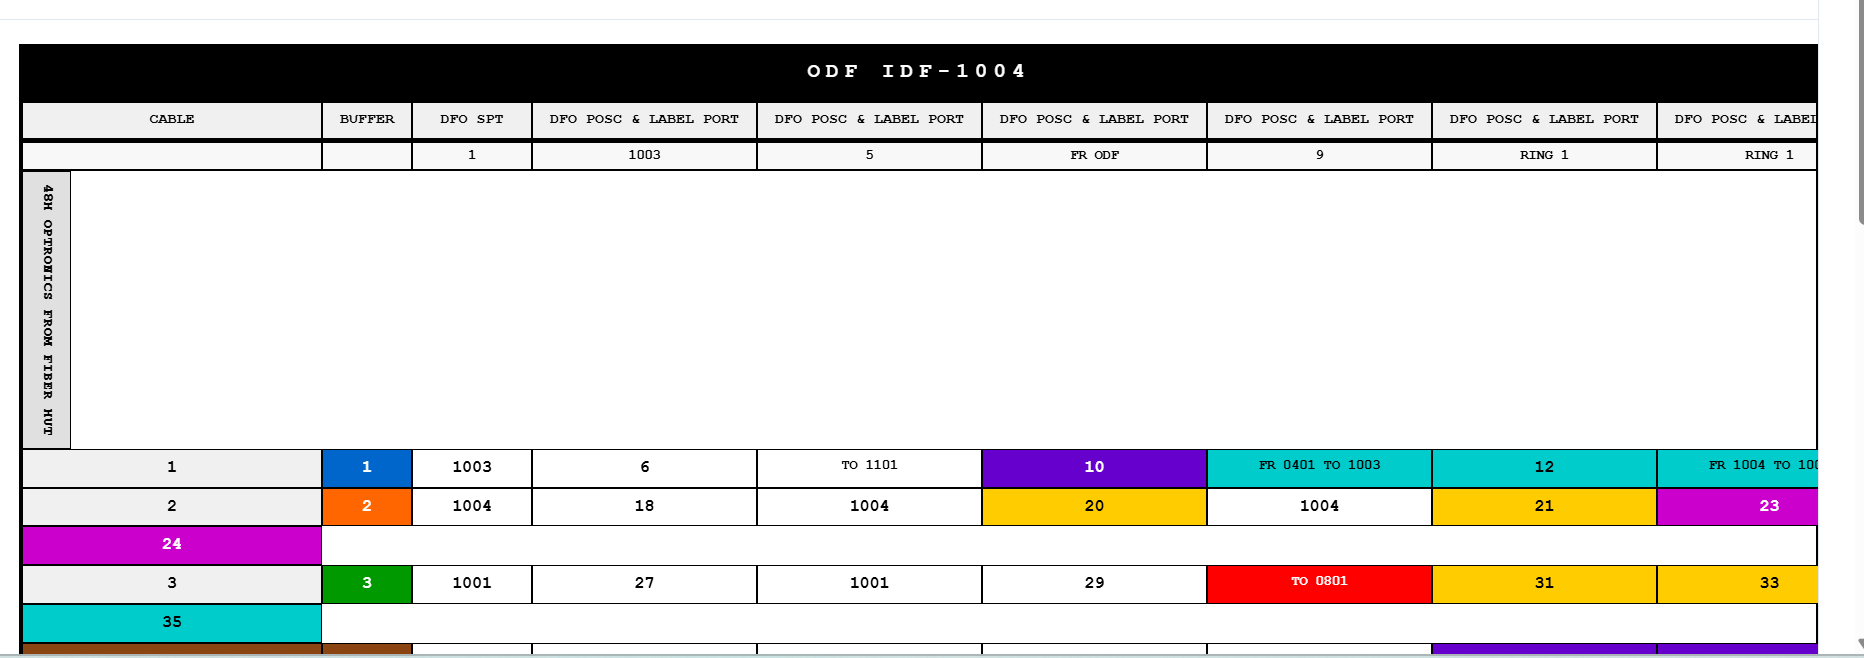 ODF IDF-1004
CABLE BUFFER DFO SPT DFO POSC & LABEL PORT DFO POSC & LABEL PORT DFO POSC & LABEL PORT DFO POSC & LABEL PORT DFO POSC & LABEL PORT DFO POSC & LABEL
1 1003 5 FR ODF 9 RING 1 RING 1
48H OPTRONICS FROM FIBER HUT
1 1 1003 6 TO 1101 10 FR 0401 TO 1003 12 FR 1004 TO 100
2 2 1004 18 1004 20 1004 21 23
24
3 3 1001 27 1001 29 TO 0801 31 33
35